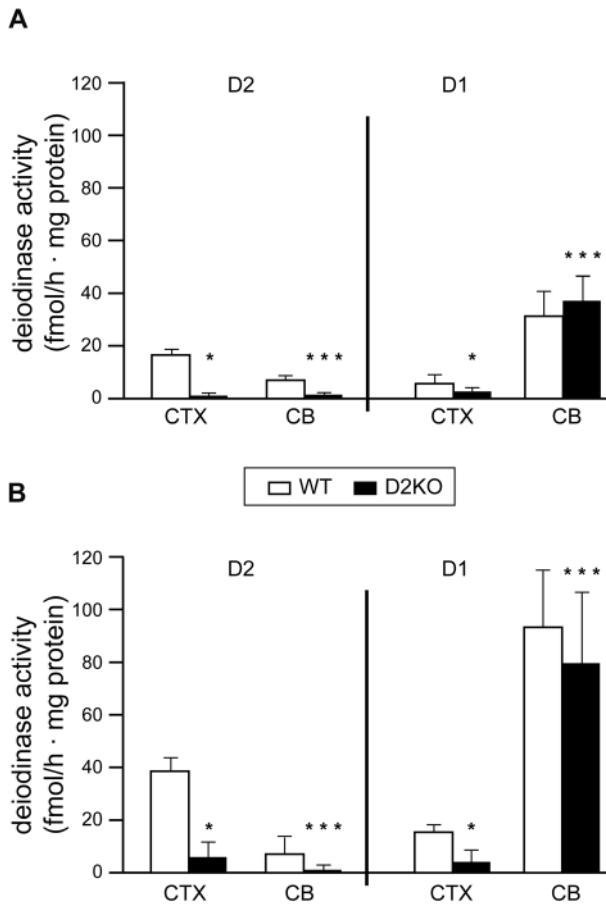 A
D2
D1
deiodinase activity
(fmol/h · mg protein)
120
100
80
60
40
20
0
*
* * *
*
* * *
CTX
CB
CTX
CB
B
WT
D2KO
D2
D1
deiodinase activity
(fmol/h · mg protein)
120
100
80
60
40
20
0
*
* * *
*
* * *
CTX
CB
CTX
CB